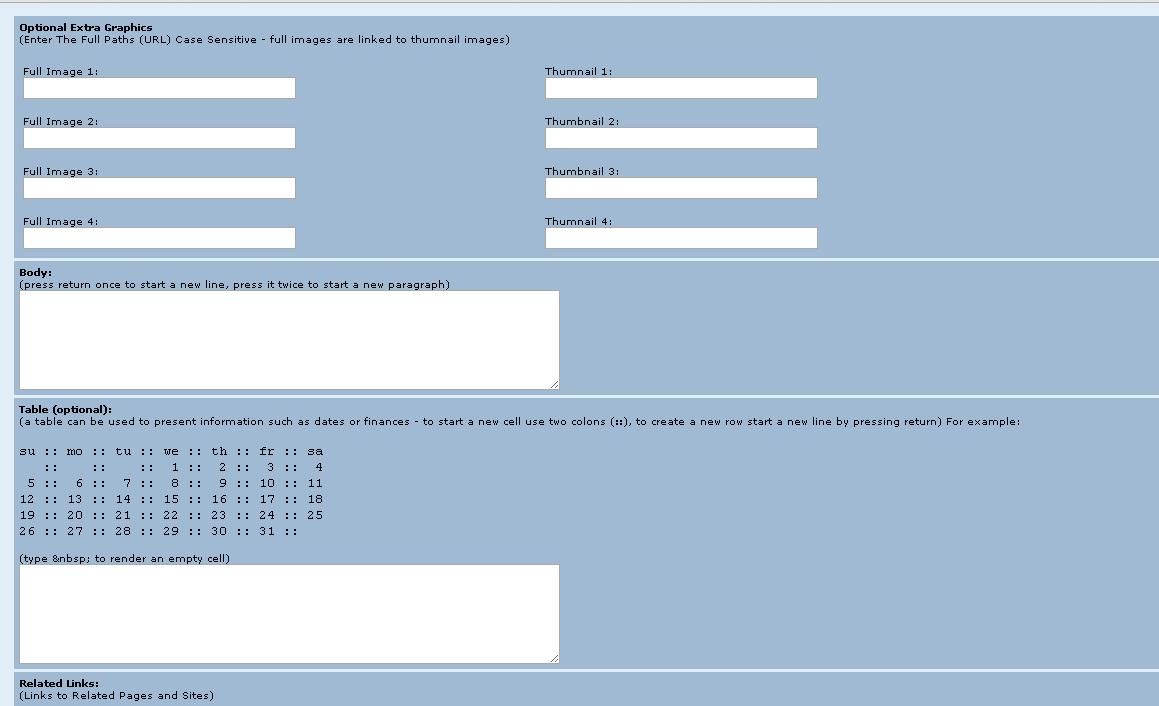 Optional Extra Graphics
(Enter The Full Paths (URL) Case Sensitive - full images are linked to thumnail images)
Full Image 1: Thumnail 1:
Full Image 2: Thumbnail 2:
Full Image 3: Thumbnail 3:
Full Image 4: Thumnail 4:
Body:
(press return once to start a new line, press it twice to start a new paragraph)
Table (optional):
(a table can be used to present information such as dates or finances - to start a new cell use two colons (::), to create a new row start a new line by pressing return) For example:
su :: mo :: tu :: we :: th :: fr :: sa
   ::    ::    ::  1 ::  2 ::  3 ::  4
 5 ::  6 ::  7 ::  8 ::  9 :: 10 :: 11
12 :: 13 :: 14 :: 15 :: 16 :: 17 :: 18
19 :: 20 :: 21 :: 22 :: 23 :: 24 :: 25
26 :: 27 :: 28 :: 29 :: 30 :: 31 ::
(type &nbsp; to render an empty cell)
Related Links:
(Links to Related Pages and Sites)